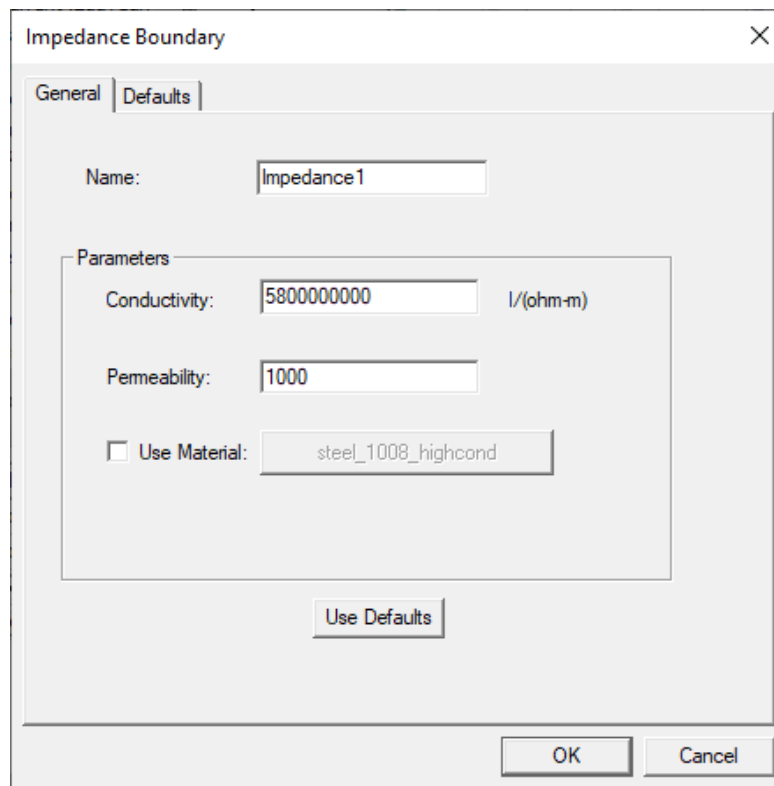 Impedance Boundary
General Defaults
Name: Impedance1
Parameters
Conductivity: 5800000000 l/(ohm-m)
Permeability: 1000
Use Material: steel_1008_highcond
Use Defaults
OK Cancel